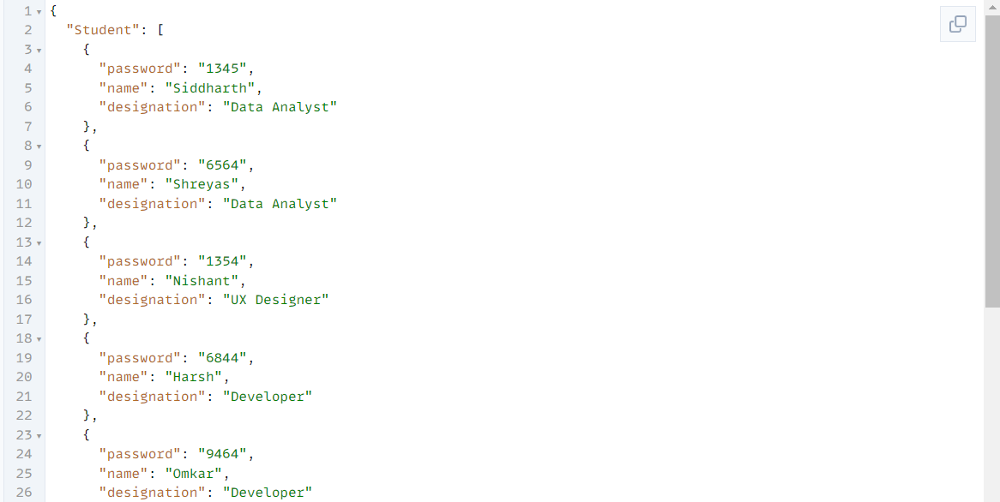 1 {
2 "Student": [
3 {
4 "password": "1345",
5 "name": "Siddharth",
6 "designation": "Data Analyst"
7 },
8 {
9 "password": "6564",
10 "name": "Shreyas",
11 "designation": "Data Analyst"
12 },
13 {
14 "password": "1354",
15 "name": "Nishant",
16 "designation": "UX Designer"
17 },
18 {
19 "password": "6844",
20 "name": "Harsh",
21 "designation": "Developer"
22 },
23 {
24 "password": "9464",
25 "name": "Omkar",
26 "designation": "Developer"